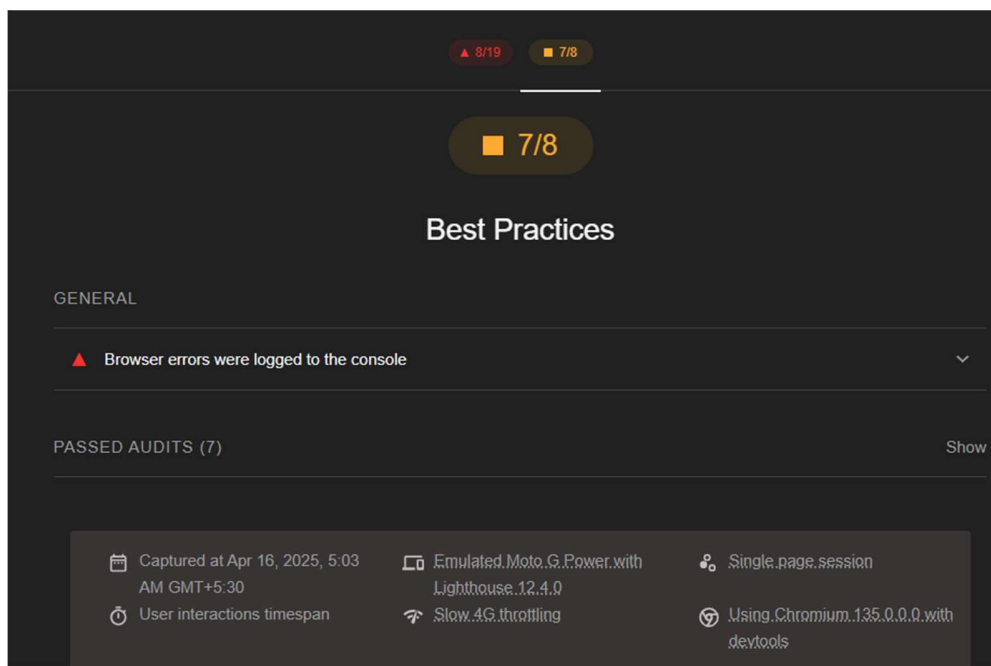 8/19 7/8
7/8
Best Practices
GENERAL
Browser errors were logged to the console
PASSED AUDITS (7) Show
Captured at Apr 16, 2025, 5:03
AM GMT+5:30
Emulated Moto G Power with
Lighthouse 12.4.0
Single page session
User interactions timespan
Slow 4G throttling
Using Chromium 135.0.0.0 with
devtools